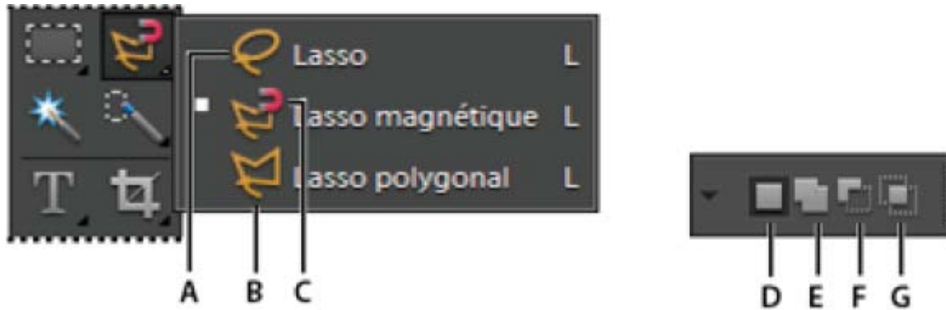 Lasso L
Lasso magnétique L
Lasso polygonal L
T
A B C
D E F G